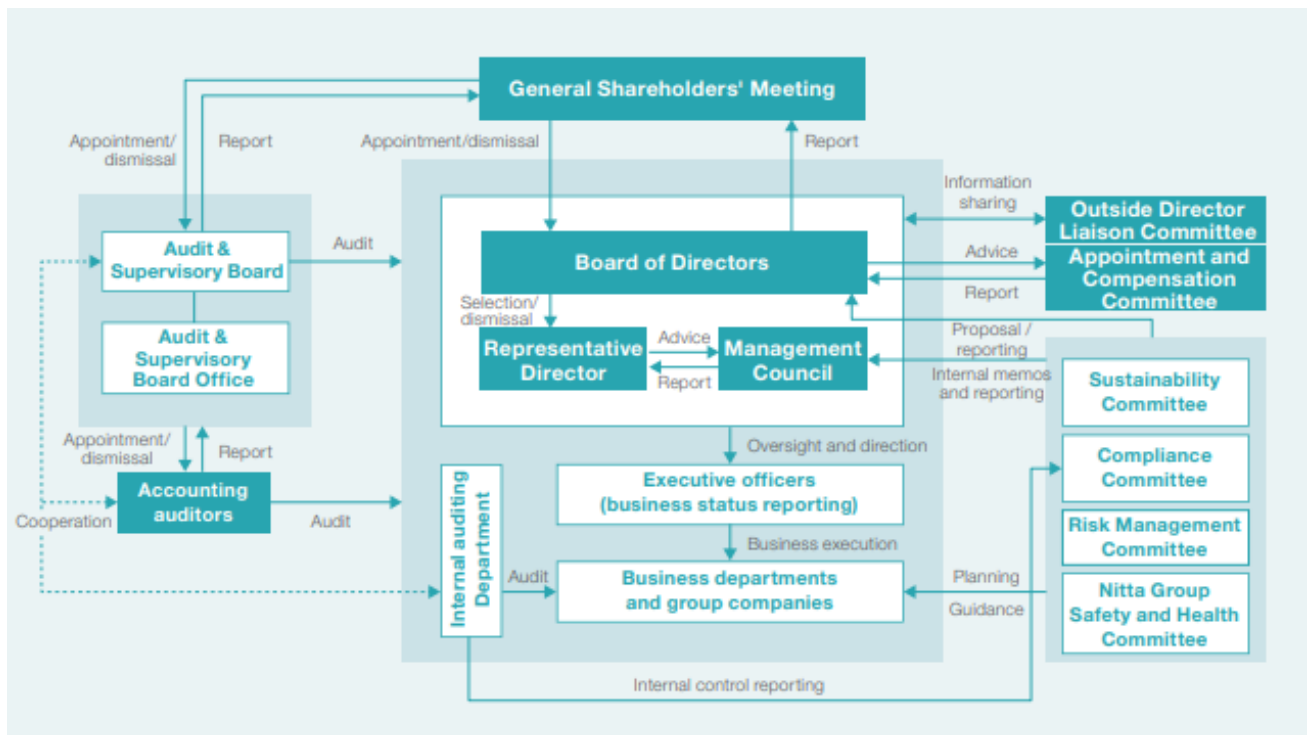 General Shareholders' Meeting
Appointment/
dismissal
Report
Appointment/dismissal
Report
Information
sharing
Outside Director
Liaison Committee
Audit &
Supervisory Board
Audit
Board of Directors
Advice
Appointment and
Compensation
Committee
Report
Audit &
Supervisory
Board Office
Selection/
dismissal
Representative
Director
Advice
Report
Management
Council
Proposal /
reporting
Internal memos
and reporting
Sustainability
Committee
Appointment/
dismissal
Report
Oversight and direction
Compliance
Committee
Accounting
auditors
Cooperation
Audit
Internal auditing
Department
Executive officers
(business status reporting)
Business execution
Risk Management
Committee
Audit
Business departments
and group companies
Planning
Guidance
Nitta Group
Safety and Health
Committee
Internal control reporting